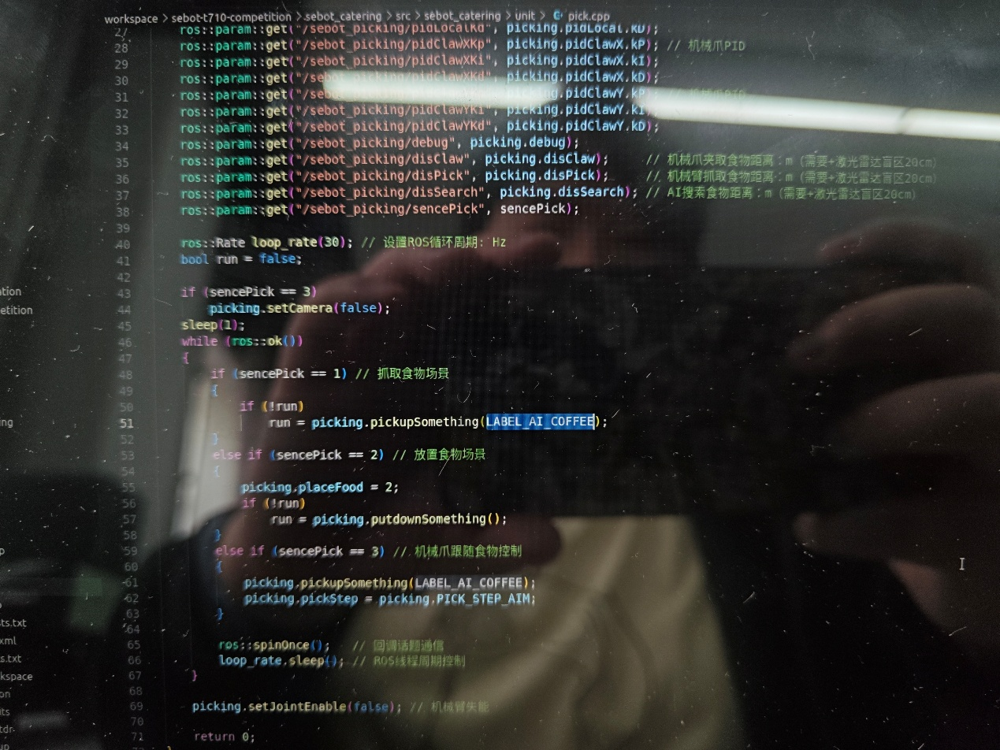 workspace > sebot-t710-competition > sebot_catering > src > sebot_catering > unit > pick.cpp
27 ros::param::get("/sebot_picking/pidLocalKd", picking.pidLocal.kD);
28 ros::param::get("/sebot_picking/pidClawXKp", picking.pidClawX.kP); // 机械爪PID
29 ros::param::get("/sebot_picking/pidClawXKi", picking.pidClawX.kI);
30 ros::param::get("/sebot_picking/pidClawXKd", picking.pidClawX.kD);
31 ros::param::get("/sebot_picking/pidClawYKp", picking.pidClawY.kP); // 机械爪PID
32 ros::param::get("/sebot_picking/pidClawYKi", picking.pidClawY.kI);
33 ros::param::get("/sebot_picking/pidClawYKd", picking.pidClawY.kD);
34 ros::param::get("/sebot_picking/debug", picking.debug);
35 ros::param::get("/sebot_picking/disClaw", picking.disClaw); // 机械爪夹取食物距离：m（需要+激光雷达盲区20cm）
36 ros::param::get("/sebot_picking/disPick", picking.disPick); // 机械臂抓取食物距离：m（需要+激光雷达盲区20cm）
37 ros::param::get("/sebot_picking/disSearch", picking.disSearch); // AI搜索食物距离：m（需要+激光雷达盲区20cm）
38 ros::param::get("/sebot_picking/sencePick", sencePick);
39
40 ros::Rate loop_rate(30); // 设置ROS循环周期: Hz
41 bool run = false;
42
43 if (sencePick == 3)
44 picking.setCamera(false);
45 sleep(1);
46 while (ros::ok())
47 {
48 if (sencePick == 1) // 抓取食物场景
49 {
50 if (!run)
51 run = picking.pickupSomething(LABEL_AI_COFFEE);
52 }
53 else if (sencePick == 2) // 放置食物场景
54 {
55 picking.placeFood = 2;
56 if (!run)
57 run = picking.putdownSomething();
58 }
59 else if (sencePick == 3) // 机械爪跟随食物控制
60 {
61 picking.pickupSomething(LABEL_AI_COFFEE);
62 picking.pickStep = picking.PICK_STEP_AIM;
63 }
64
65 ros::spinOnce(); // 回调话题通信
66 loop_rate.sleep(); // ROS线程周期控制
67 }
68
69 picking.setJointEnable(false); // 机械臂失能
70
71 return 0;